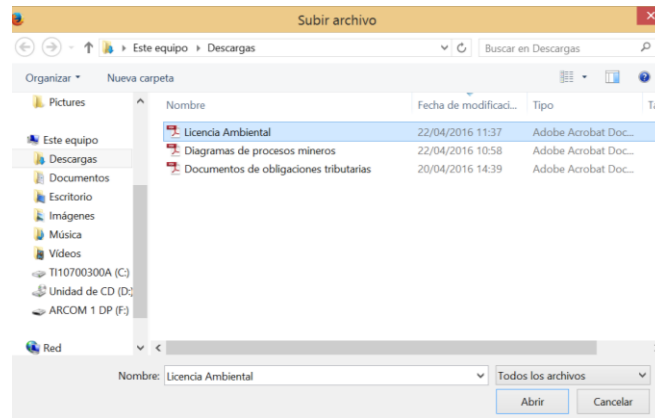 Subir archivo
Este equipo Descargas
Buscar en Descargas
Organizar Nueva carpeta
Pictures
Este equipo
Descargas
Documentos
Escritorio
Imágenes
Música
Vídeos
TI10700300A (C:)
Unidad de CD (D:)
ARCOM 1 DP (F:)
Red
Nombre Fecha de modificaci... Tipo
Licencia Ambiental 22/04/2016 11:37 Adobe Acrobat Doc...
Diagramas de procesos mineros 22/04/2016 10:58 Adobe Acrobat Doc...
Documentos de obligaciones tributarias 20/04/2016 14:39 Adobe Acrobat Doc...
Nombre: Licencia Ambiental Todos los archivos
Abrir Cancelar